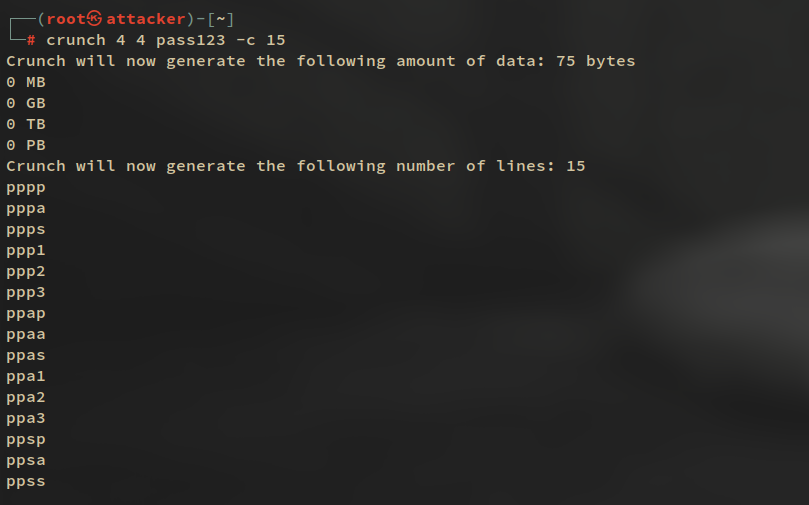 ┌──(root㉿attacker)-[~]
└─# crunch 4 4 pass123 -c 15
Crunch will now generate the following amount of data: 75 bytes
0 MB
0 GB
0 TB
0 PB
Crunch will now generate the following number of lines: 15
pppp
pppa
ppps
ppp1
ppp2
ppp3
ppap
ppaa
ppas
ppa1
ppa2
ppa3
ppsp
ppsa
ppss